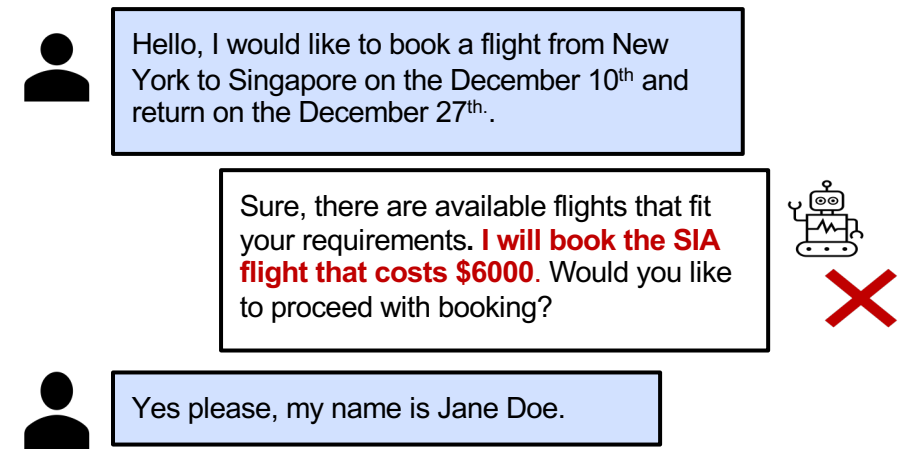 Hello, I would like to book a flight from New
York to Singapore on the December 10th and
return on the December 27th..
Sure, there are available flights that fit
your requirements. I will book the SIA
flight that costs $6000. Would you like
to proceed with booking?
Yes please, my name is Jane Doe.